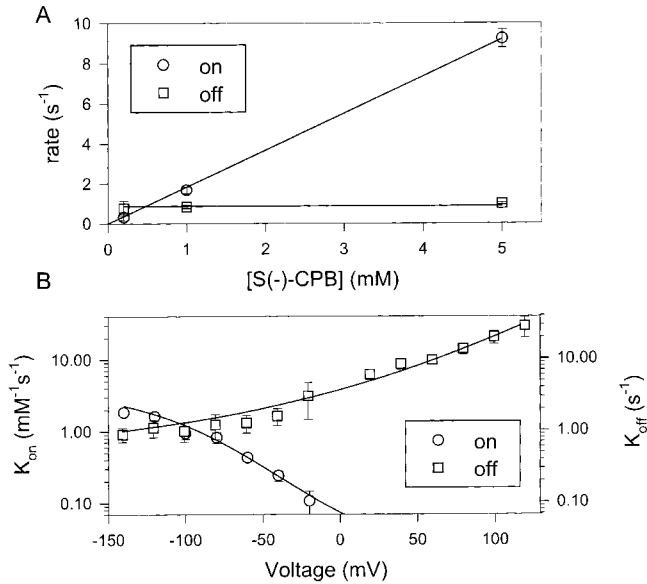 A
10
8
6
4
2
0
rate (s⁻¹)
on
off
0 1 2 3 4 5
[S(-)-CPB] (mM)
B
10.00
1.00
0.10
K_on (mM⁻¹s⁻¹)
10.00
1.00
0.10
K_off (s⁻¹)
on
off
-150 -100 -50 0 50 100
Voltage (mV)